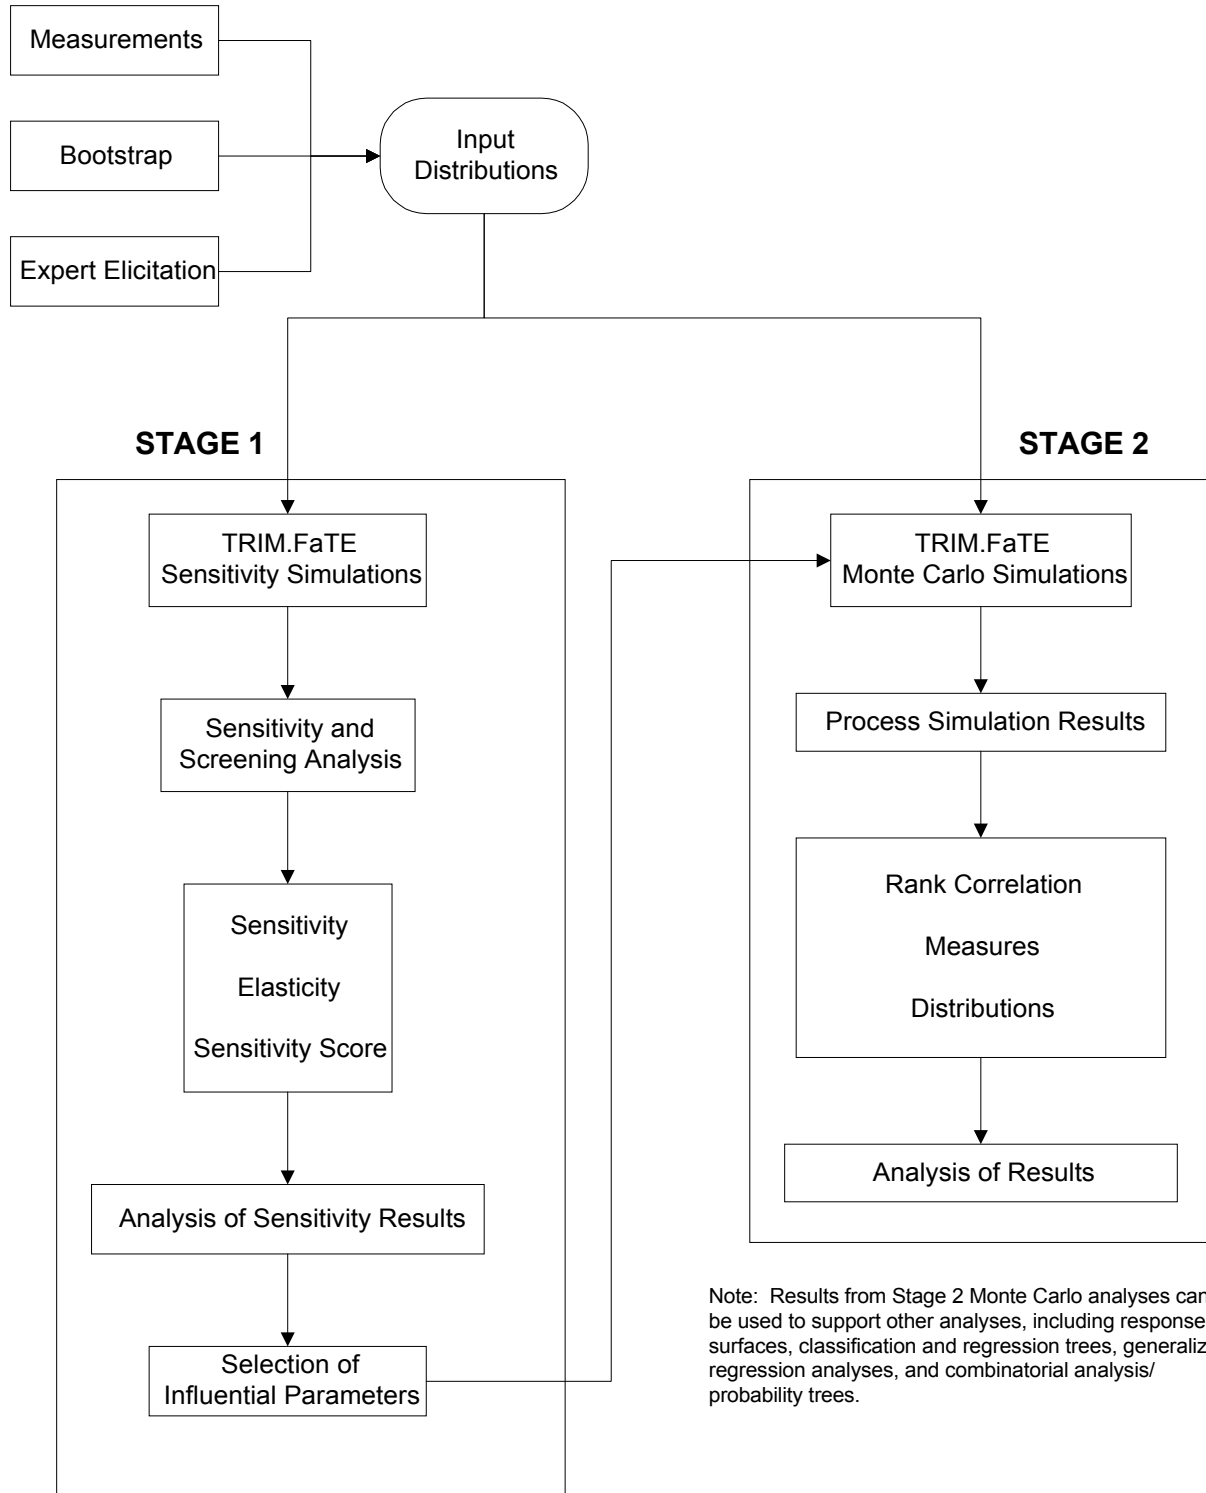 Measurements
Bootstrap
Expert Elicitation
Input
Distributions
STAGE 1
TRIM.FaTE
Sensitivity Simulations
Sensitivity and
Screening Analysis
Sensitivity
Elasticity
Sensitivity Score
Analysis of Sensitivity Results
Selection of
Influential Parameters
STAGE 2
TRIM.FaTE
Monte Carlo Simulations
Process Simulation Results
Rank Correlation
Measures
Distributions
Analysis of Results
Note:  Results from Stage 2 Monte Carlo analyses can
be used to support other analyses, including response
surfaces, classification and regression trees, generaliz
regression analyses, and combinatorial analysis/
probability trees.